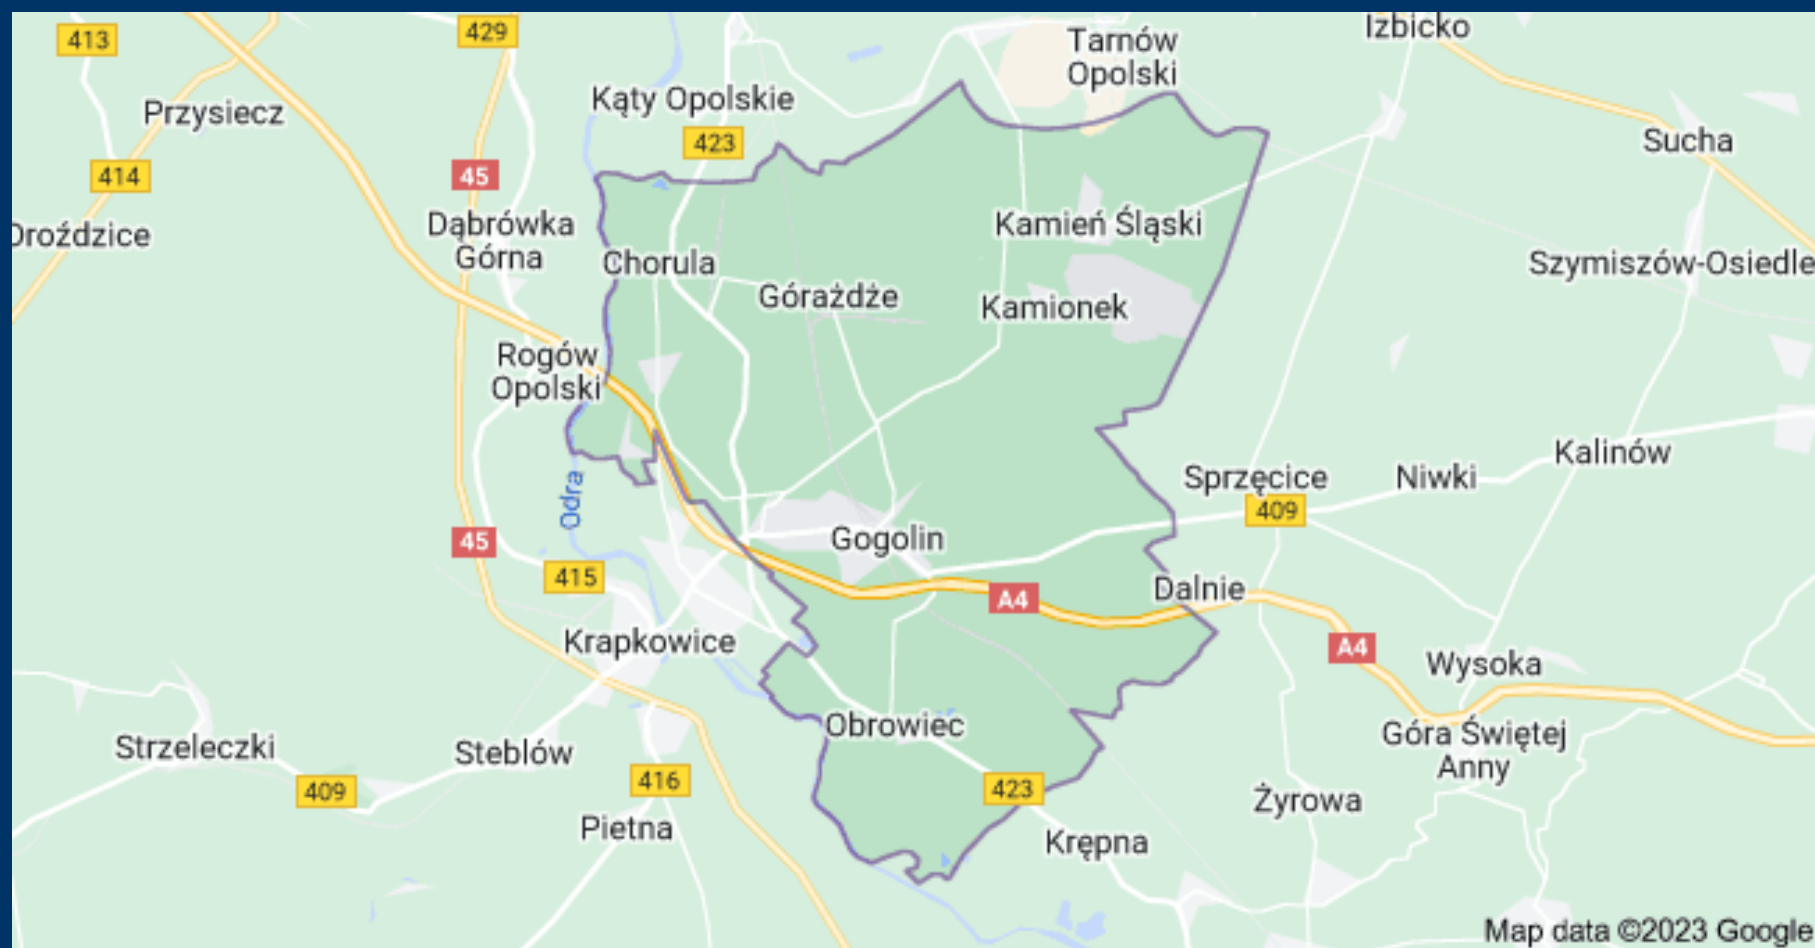 413
429
Izbicko
Tarnów
Opolski
Kąty Opolskie
Przysiecz
423
Sucha
414
45
Dąbrówka
Górna
Kamień Śląski
Droździce
Chorula
Szymiszów-Osiedle
Górażdże
Kamionek
Rogów
Opolski
Kalinów
Sprzęcice
Niwki
Odra
409
45
Gogolin
415
A4
Dalnie
Krapkowice
A4
Wysoka
Obrowiec
Góra Świętej
Anny
Strzeleczki
Steblów
416
409
423
Żyrowa
Pietna
Krępna
Map data ©2023 Google